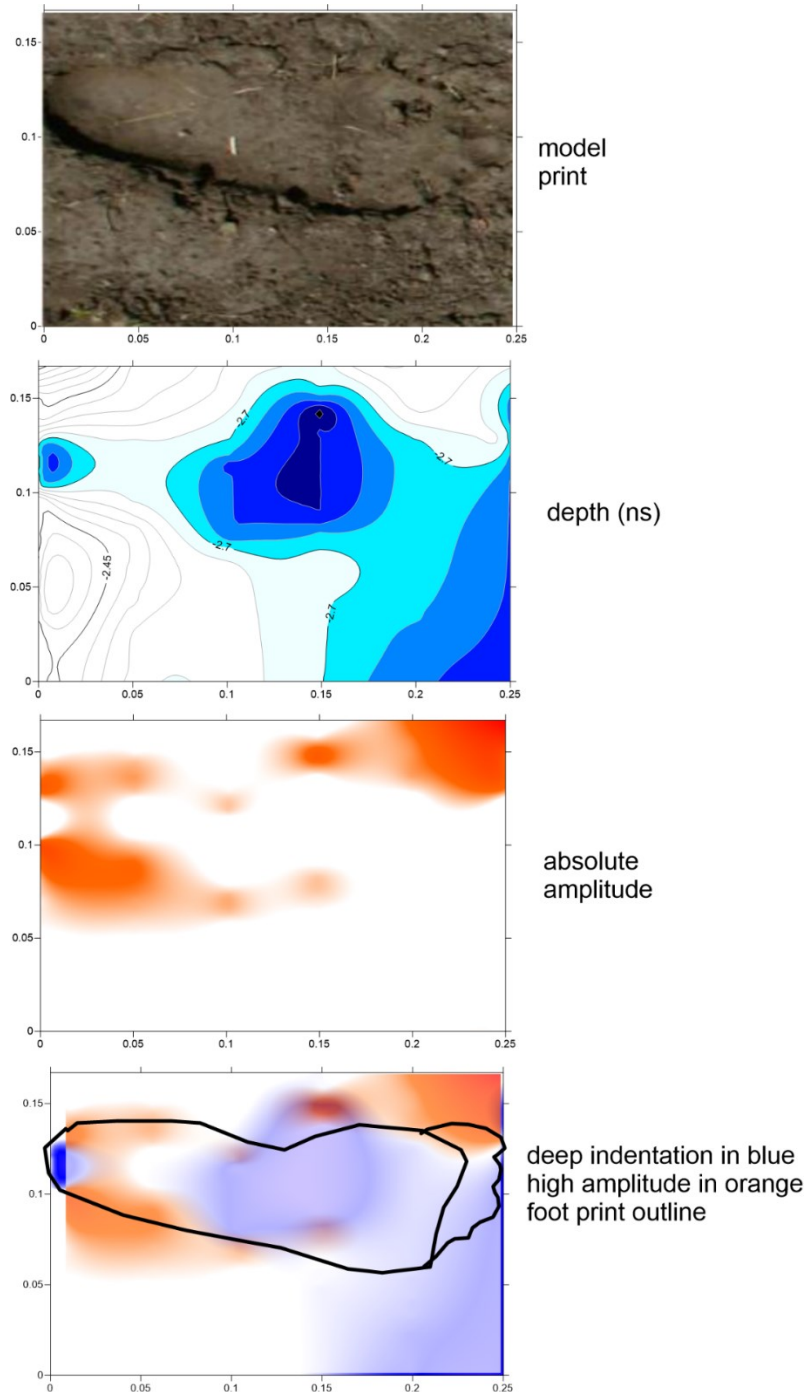 0.15
0.1
0.05
0
0 0.05 0.1 0.15 0.2 0.25
model
print
0.15
0.1
0.05
0
-2.7
-2.7
-2.45
-2.7
-2.7
0 0.05 0.1 0.15 0.2 0.25
depth (ns)
0.15
0.1
0.05
0
0 0.05 0.1 0.15 0.2 0.25
absolute
amplitude
0.15
0.1
0.05
0
0 0.05 0.1 0.15 0.2 0.25
deep indentation in blue
high amplitude in orange
foot print outline